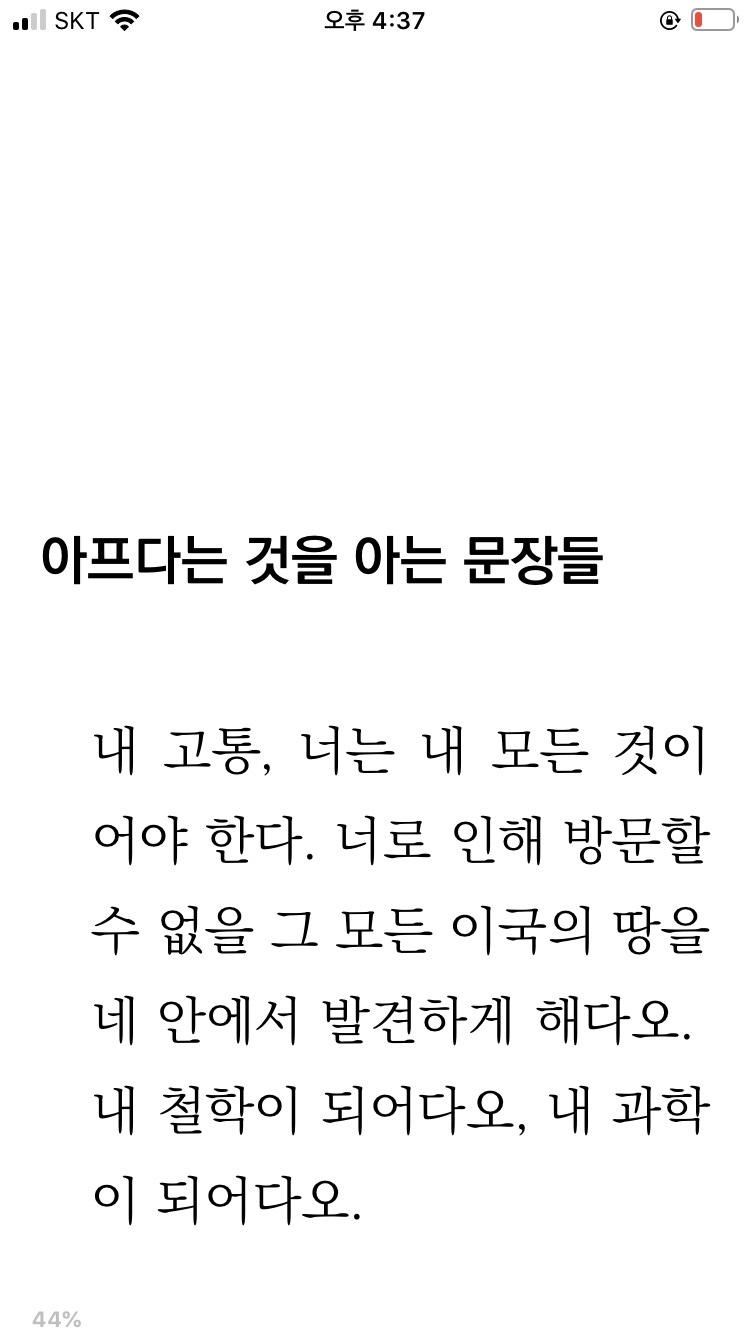 SKT 오후 4:37
아프다는 것을 아는 문장들
내 고통, 너는 내 모든 것이
어야 한다. 너로 인해 방문할
수 없을 그 모든 이국의 땅을
네 안에서 발견하게 해다오.
내 철학이 되어다오, 내 과학
이 되어다오.
44%